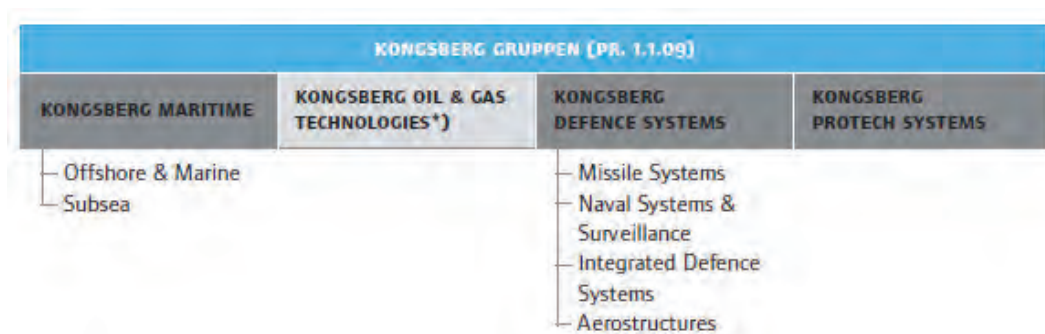 KONGSBERG GRUPPEN (PR. 1.1.09)
KONGSBERG MARITIME
KONGSBERG OIL & GAS
TECHNOLOGIES*)
KONGSBERG
DEFENCE SYSTEMS
KONGSBERG
PROTECH SYSTEMS
Offshore & Marine
Subsea
Missile Systems
Naval Systems &
Surveillance
Integrated Defence
Systems
Aerostructures